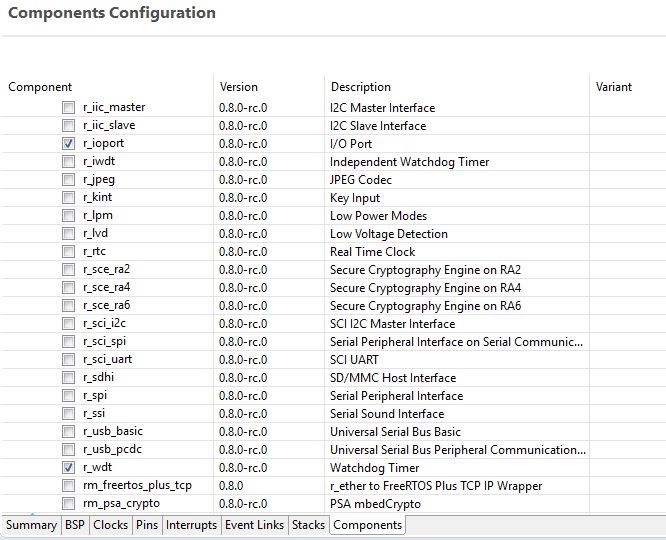 Components Configuration
Component Version Description Variant
r_iic_master 0.8.0-rc.0 I2C Master Interface
r_iic_slave 0.8.0-rc.0 I2C Slave Interface
r_ioport 0.8.0-rc.0 I/O Port
r_iwdt 0.8.0-rc.0 Independent Watchdog Timer
r_jpeg 0.8.0-rc.0 JPEG Codec
r_kint 0.8.0-rc.0 Key Input
r_lpm 0.8.0-rc.0 Low Power Modes
r_lvd 0.8.0-rc.0 Low Voltage Detection
r_rtc 0.8.0-rc.0 Real Time Clock
r_sce_ra2 0.8.0-rc.0 Secure Cryptography Engine on RA2
r_sce_ra4 0.8.0-rc.0 Secure Cryptography Engine on RA4
r_sce_ra6 0.8.0-rc.0 Secure Cryptography Engine on RA6
r_sci_i2c 0.8.0-rc.0 SCI I2C Master Interface
r_sci_spi 0.8.0-rc.0 Serial Peripheral Interface on Serial Communic...
r_sci_uart 0.8.0-rc.0 SCI UART
r_sdhi 0.8.0-rc.0 SD/MMC Host Interface
r_spi 0.8.0-rc.0 Serial Peripheral Interface
r_ssi 0.8.0-rc.0 Serial Sound Interface
r_usb_basic 0.8.0-rc.0 Universal Serial Bus Basic
r_usb_pcdc 0.8.0-rc.0 Universal Serial Bus Peripheral Communication...
r_wdt 0.8.0-rc.0 Watchdog Timer
rm_freertos_plus_tcp 0.8.0 r_ether to FreeRTOS Plus TCP IP Wrapper
rm_psa_crypto 0.8.0-rc.0 PSA mbedCrypto
Summary BSP Clocks Pins Interrupts Event Links Stacks Components